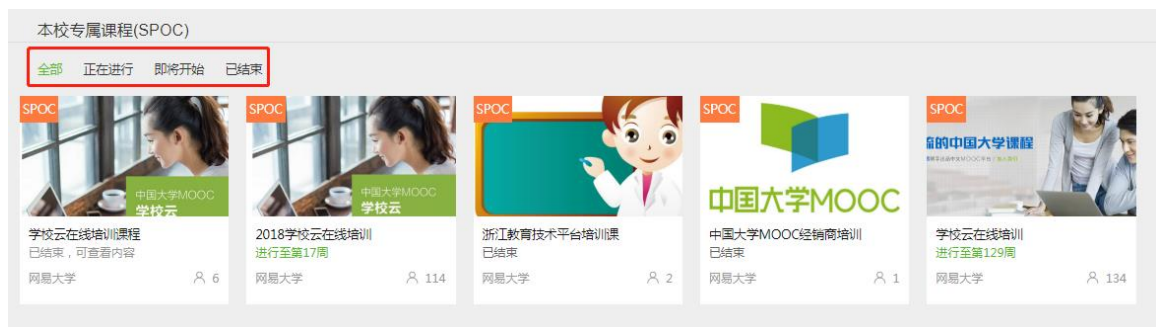 本校专属课程(SPOC)
全部 正在进行 即将开始 已结束
SPOC
中国大学MOOC
学校云
学校云在线培训课程
已结束，可查看内容
网易大学 6
SPOC
中国大学MOOC
学校云
2018学校云在线培训
进行至第17周
网易大学 114
SPOC
浙江教育技术平台培训课
已结束
网易大学 2
SPOC
中国大学MOOC
中国大学MOOC经销商培训
已结束
网易大学 1
SPOC
流的中国大学课程
学校云在线培训
进行至第129周
网易大学 134